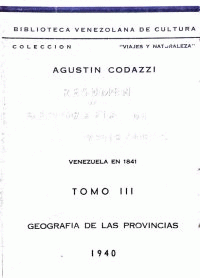 BIBLIOTECA VENEZOLANA DE CULTURA
COLECCION "VIAJES Y NATURALEZA"
AGUSTIN CODAZZI
RESUMEN
VENEZUELA EN 1841
TOMO III
GEOGRAFIA DE LAS PROVINCIAS
1940